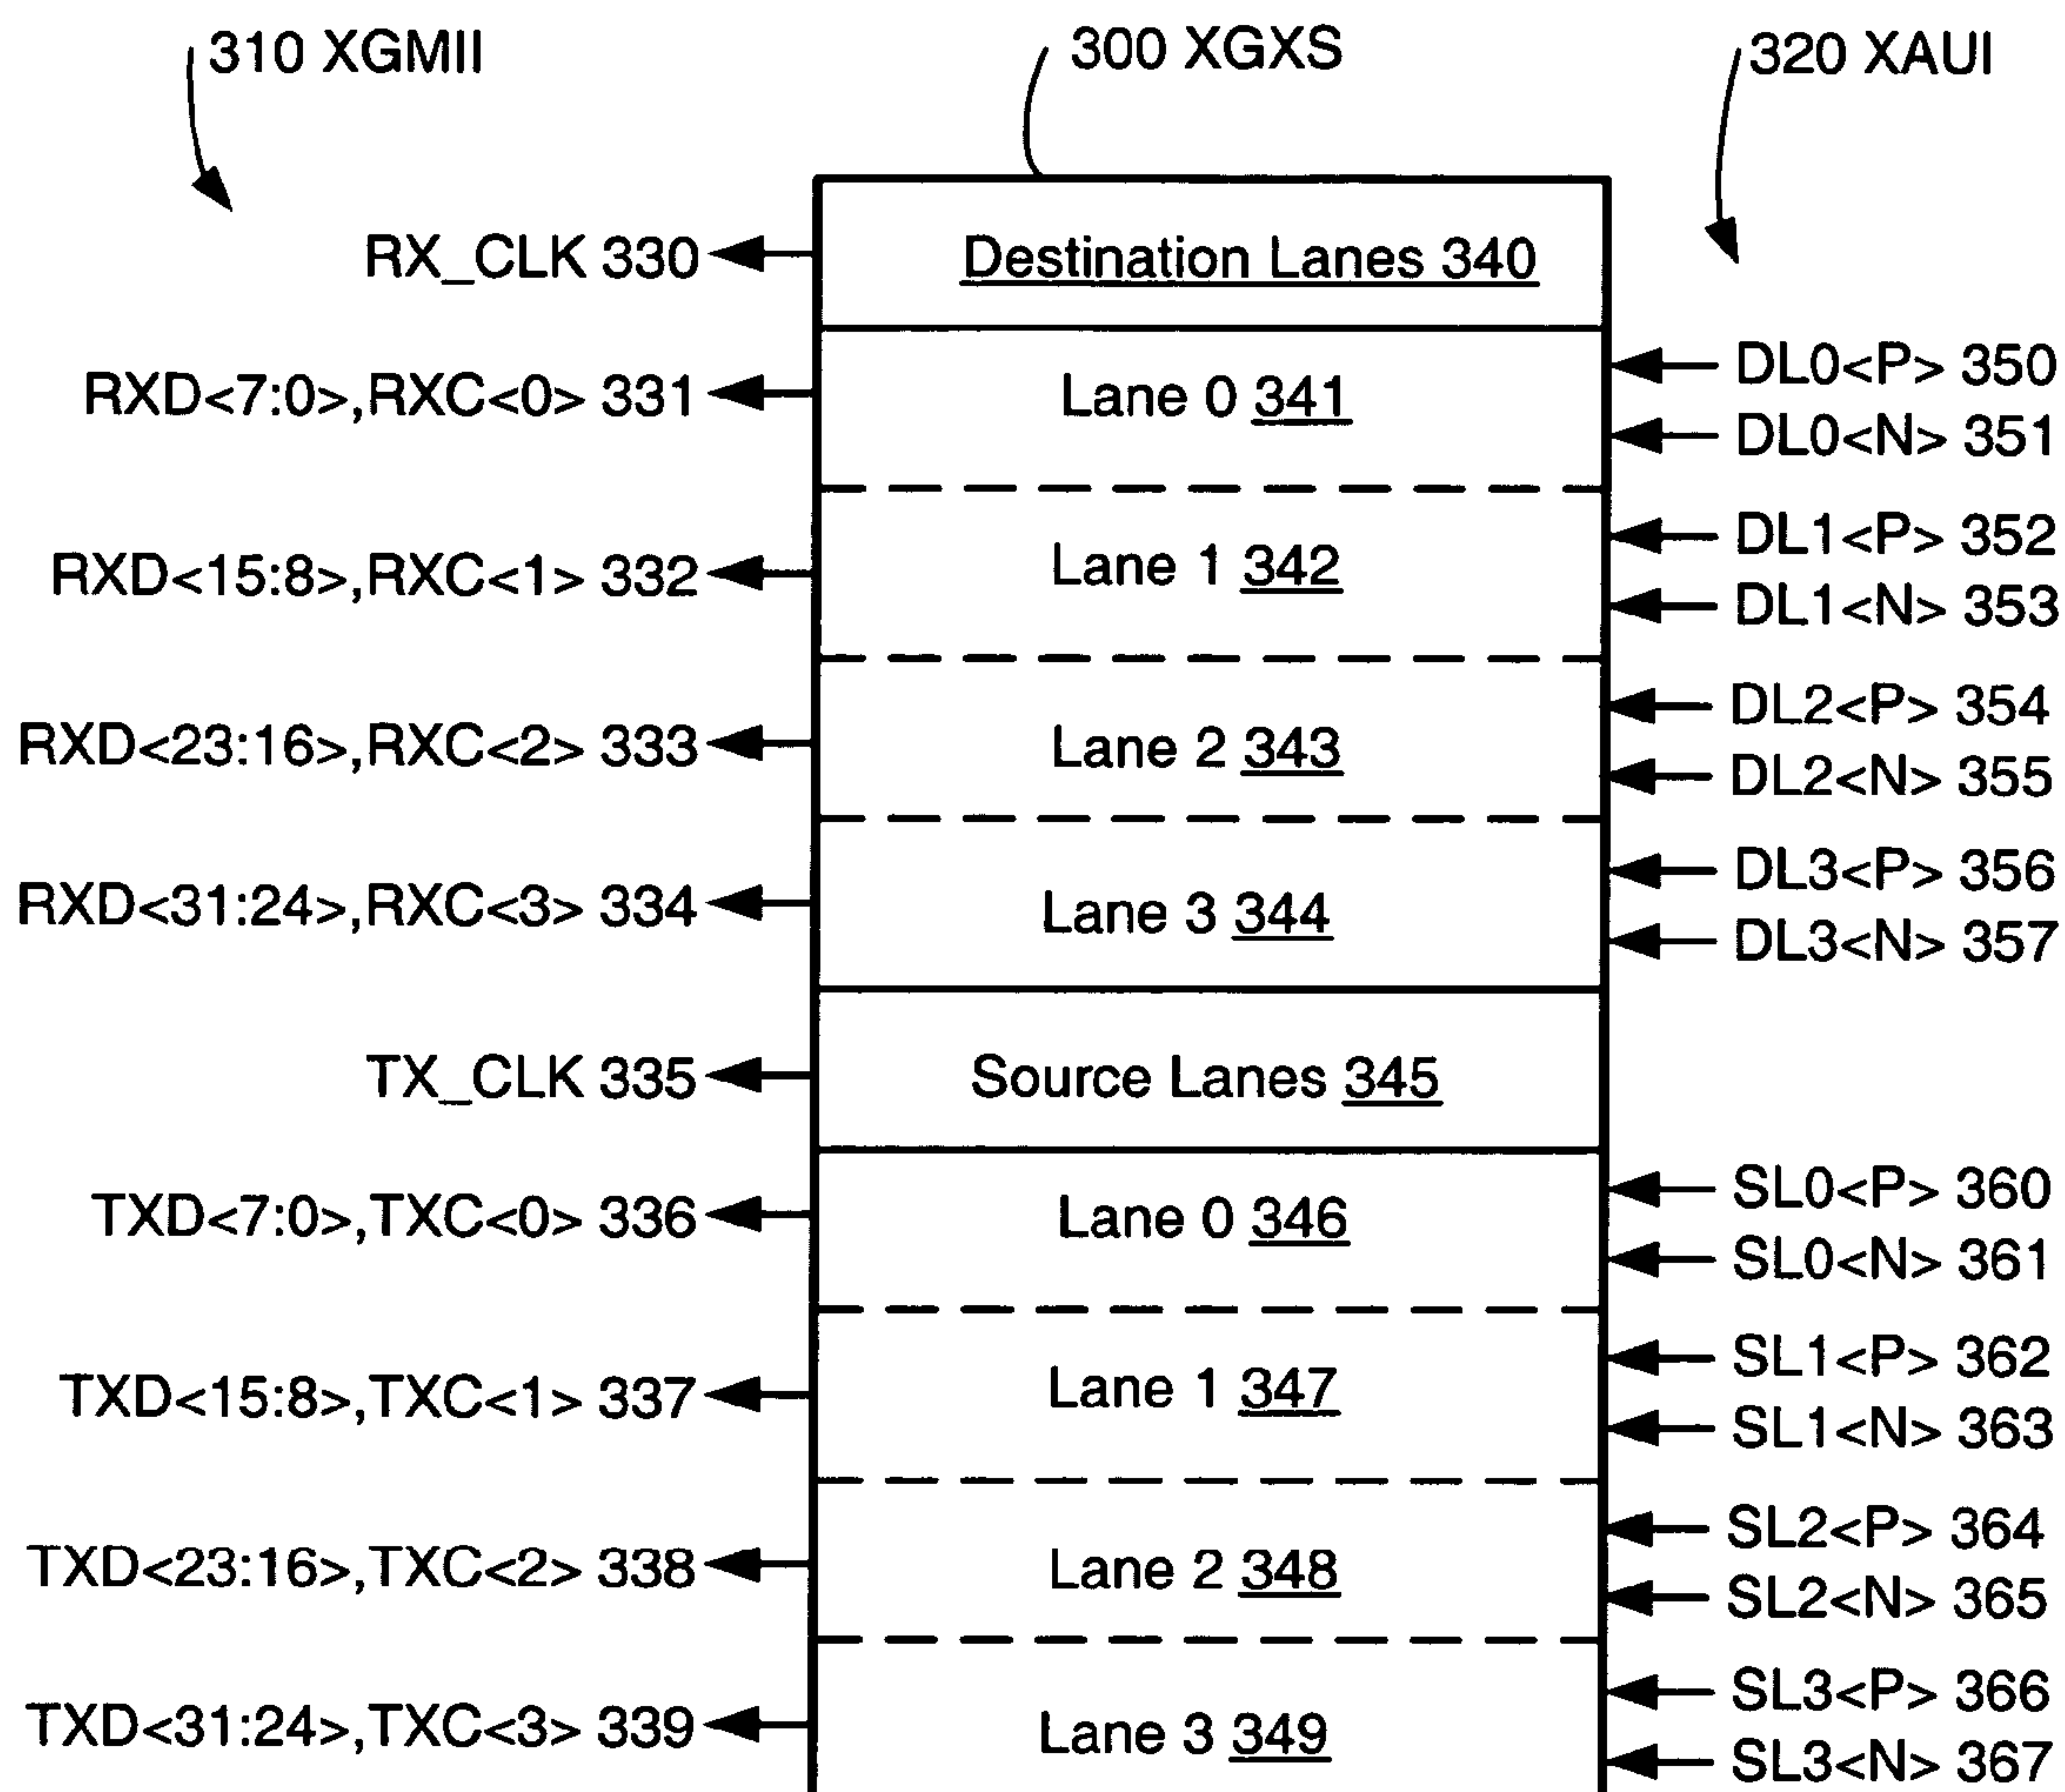 310 XGMII
300 XGXS
320 XAUI
RX_CLK 330
Destination Lanes 340
RXD<7:0>,RXC<0> 331
Lane 0 341
DL0<P> 350
DL0<N> 351
RXD<15:8>,RXC<1> 332
Lane 1 342
DL1<P> 352
DL1<N> 353
RXD<23:16>,RXC<2> 333
Lane 2 343
DL2<P> 354
DL2<N> 355
RXD<31:24>,RXC<3> 334
Lane 3 344
DL3<P> 356
DL3<N> 357
TX_CLK 335
Source Lanes 345
TXD<7:0>,TXC<0> 336
Lane 0 346
SL0<P> 360
SL0<N> 361
TXD<15:8>,TXC<1> 337
Lane 1 347
SL1<P> 362
SL1<N> 363
TXD<23:16>,TXC<2> 338
Lane 2 348
SL2<P> 364
SL2<N> 365
TXD<31:24>,TXC<3> 339
Lane 3 349
SL3<P> 366
SL3<N> 367